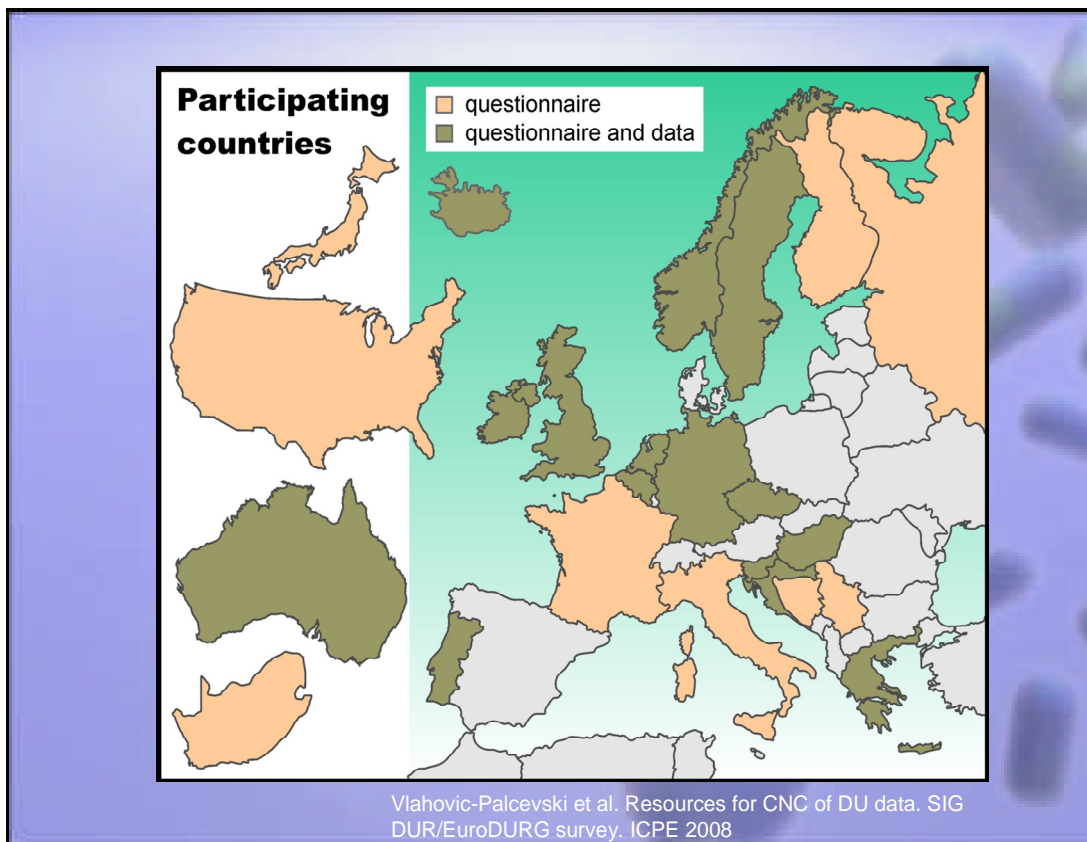 Participating
countries
questionnaire
questionnaire and data
Vlahovic-Palcevski et al. Resources for CNC of DU data. SIG
DUR/EuroDURG survey. ICPE 2008